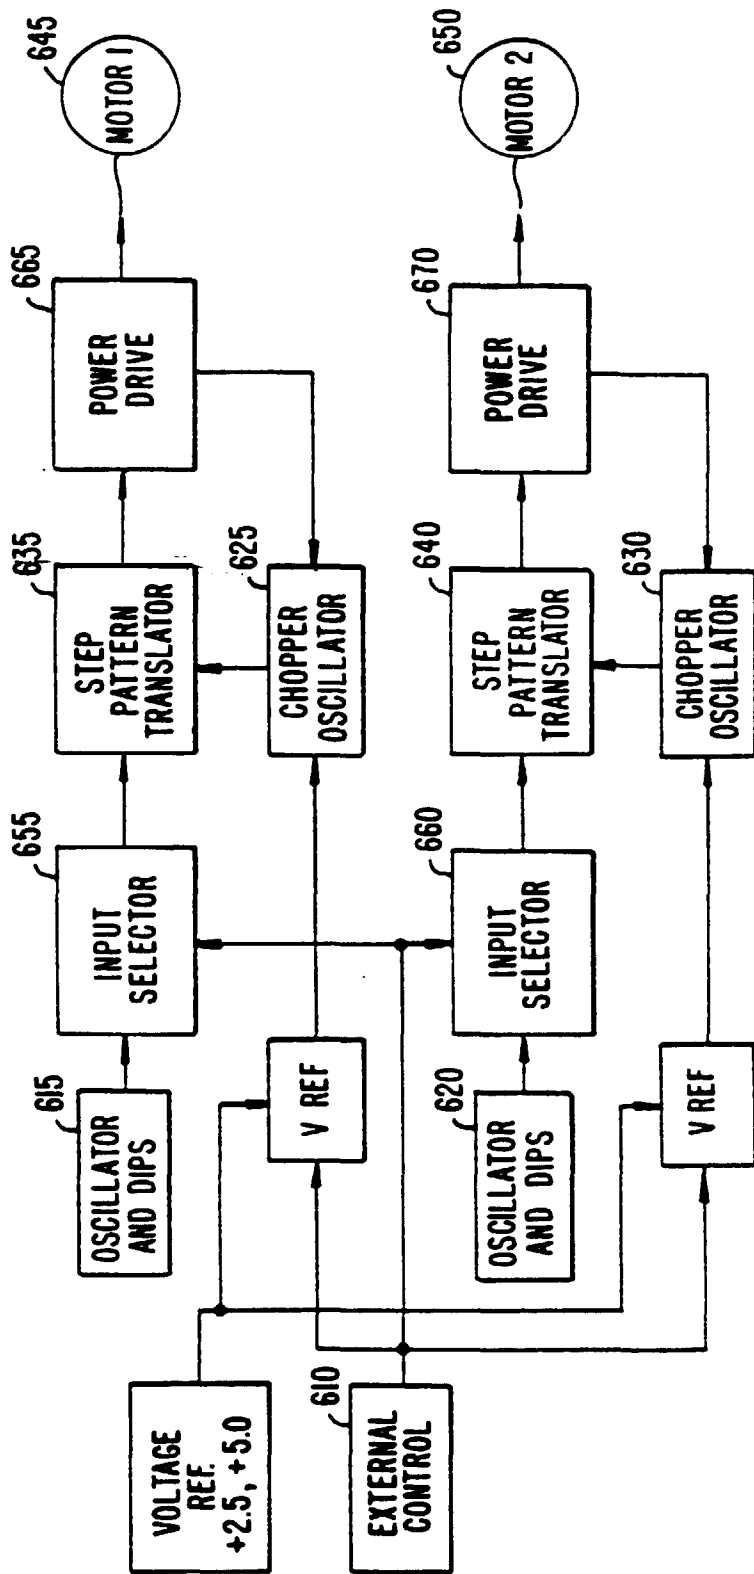 645
MOTOR 1
665
POWER
DRIVE
635
STEP
PATTERN
TRANSLATOR
625
CHOPPER
OSCILLATOR
655
INPUT
SELECTOR
615
OSCILLATOR
AND DIPS
V REF
VOLTAGE
REF.
+2.5, +5.0
610
EXTERNAL
CONTROL
650
MOTOR 2
670
POWER
DRIVE
640
STEP
PATTERN
TRANSLATOR
630
CHOPPER
OSCILLATOR
660
INPUT
SELECTOR
620
OSCILLATOR
AND DIPS
V REF